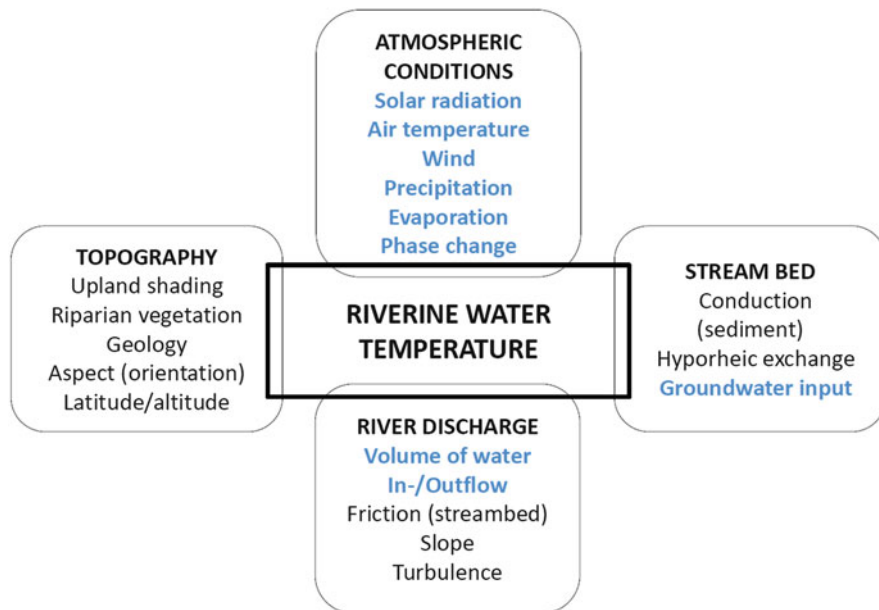 ATMOSPHERIC
CONDITIONS
Solar radiation
Air temperature
Wind
Precipitation
Evaporation
Phase change
TOPOGRAPHY
Upland shading
Riparian vegetation
Geology
Aspect (orientation)
Latitude/altitude
RIVERINE WATER
TEMPERATURE
STREAM BED
Conduction
(sediment)
Hyporheic exchange
Groundwater input
RIVER DISCHARGE
Volume of water
In-/Outflow
Friction (streambed)
Slope
Turbulence